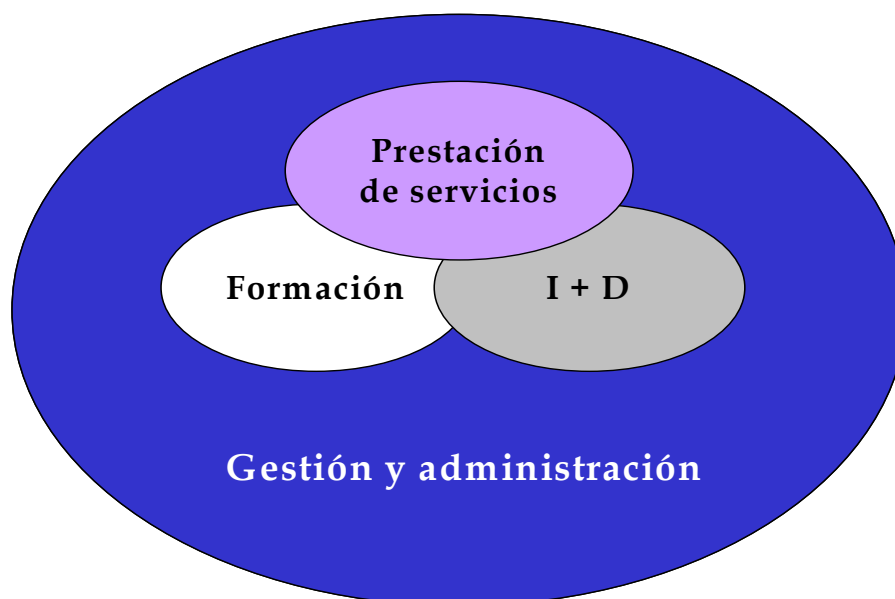 Prestación
de servicios
Formación
I + D
Gestión y administración